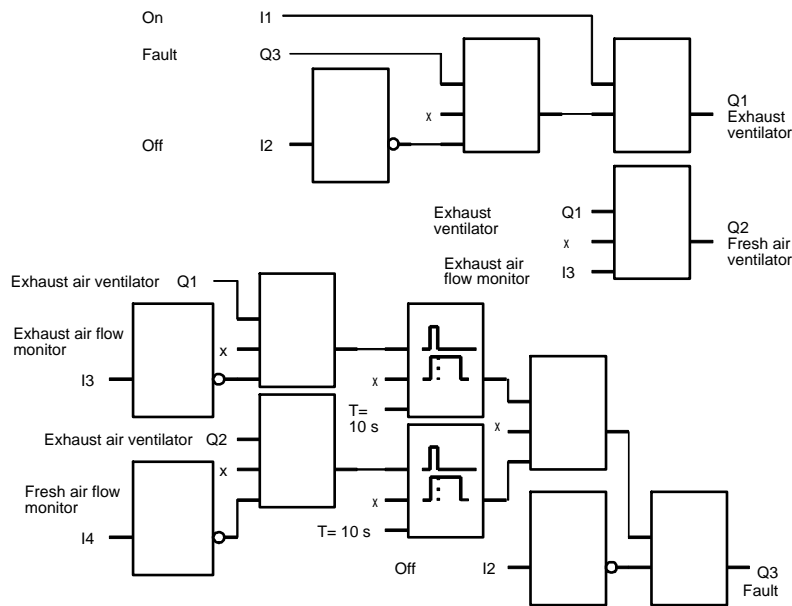 On I1
Fault Q3
x
Off I2
Q1
Exhaust
ventilator
Exhaust
ventilator
Q1
x
Exhaust air
flow monitor
I3
Q2
Fresh air
ventilator
Exhaust air ventilator Q1
Exhaust air flow
monitor
x
I3
x
T=
10 s
Exhaust air ventilator Q2
x
Fresh air flow
monitor
I4
x
T= 10 s
x
Off I2
Q3
Fault